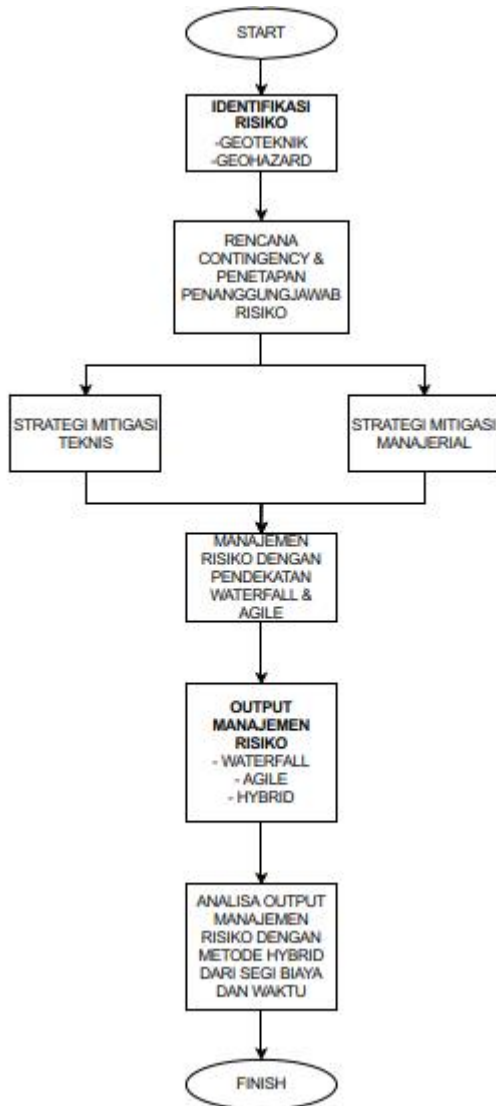 START
IDENTIFIKASI
RISIKO
-GEOTEKNIK
-GEOHAZARD
RENCANA
CONTINGENCY &
PENETAPAN
PENANGGUNGJAWAB
RISIKO
STRATEGI MITIGASI
TEKNIS
STRATEGI MITIGASI
MANAJERIAL
MANAJEMEN
RISIKO DENGAN
PENDEKATAN
WATERFALL &
AGILE
OUTPUT
MANAJEMEN
RISIKO
- WATERFALL
- AGILE
- HYBRID
ANALISA OUTPUT
MANAJEMEN
RISIKO DENGAN
METODE HYBRID
DARI SEGI BIAYA
DAN WAKTU
FINISH